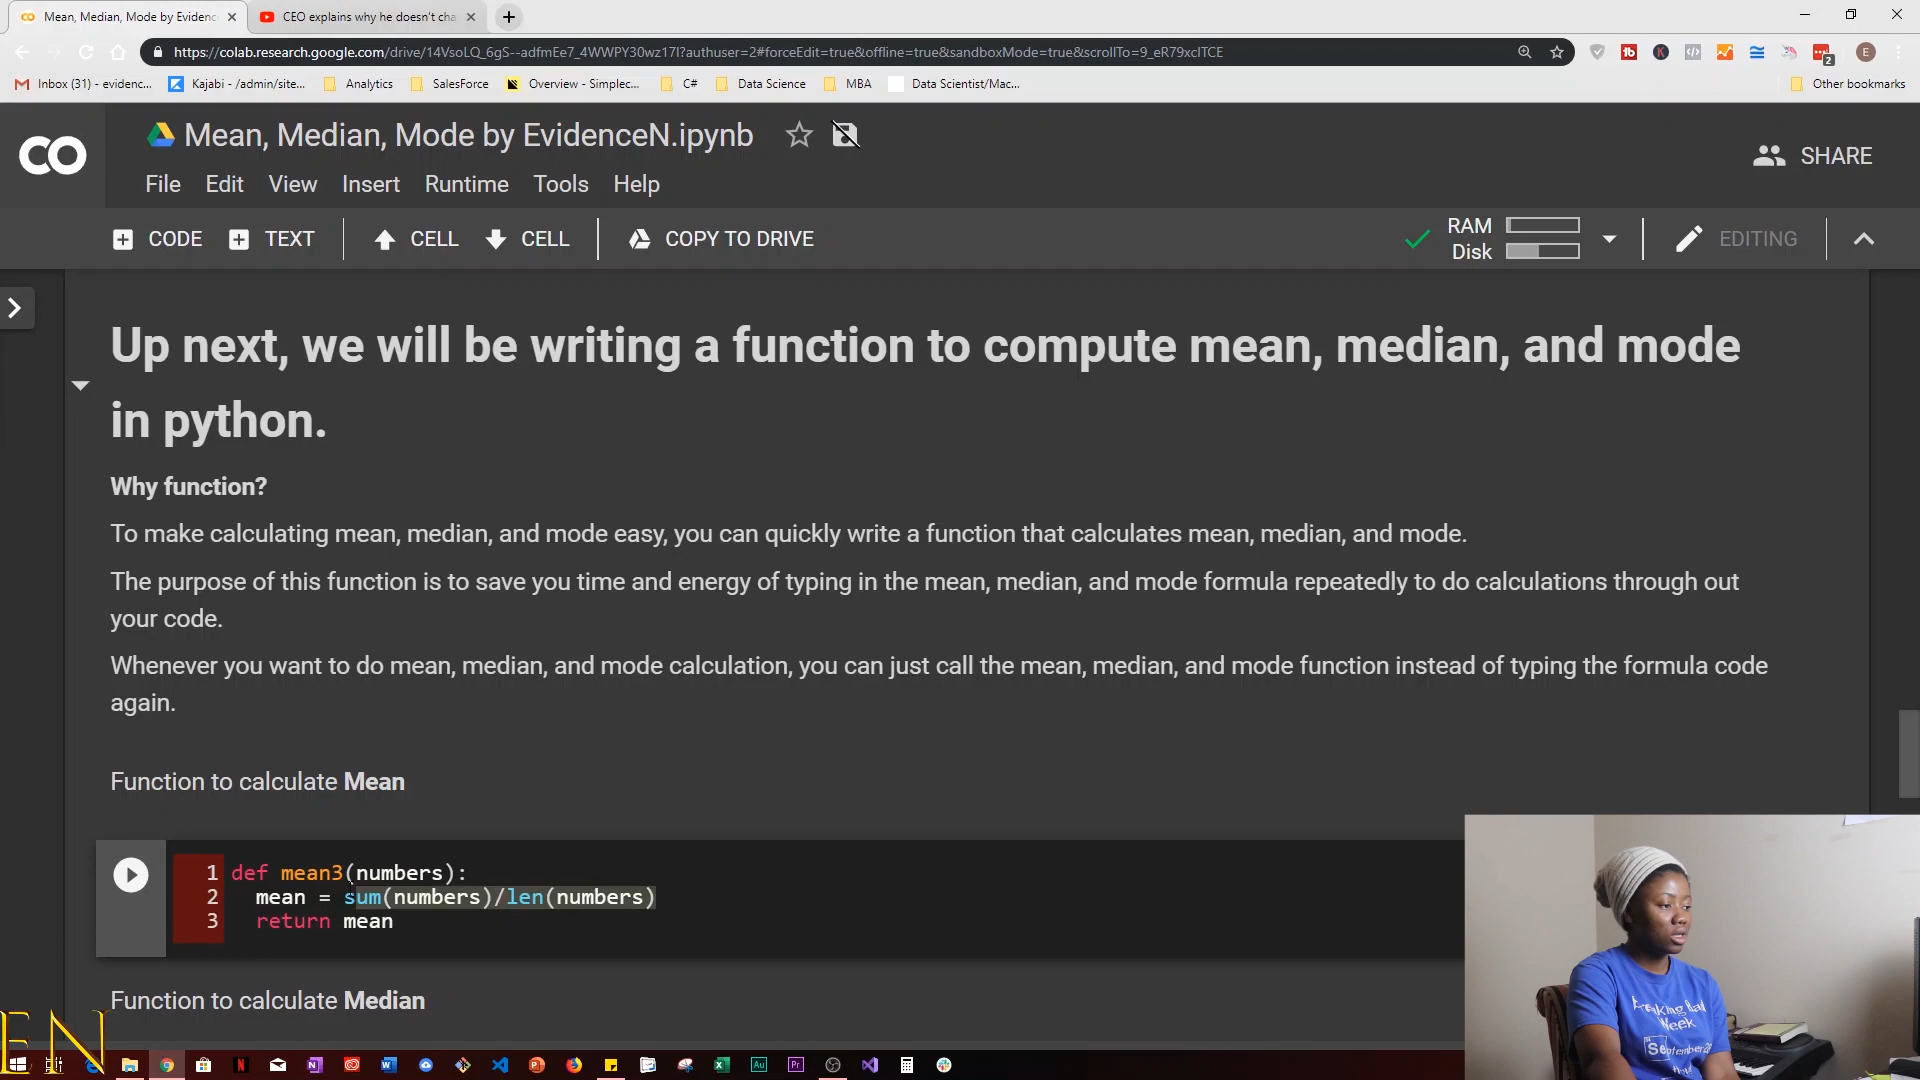 Mean, Median, Mode by Evidenc
CEO explains why he doesn't cha
https://colab.research.google.com/drive/14VsoLQ_6gS--adfmEe7_4WWPY30wz17I?authuser=2#forceEdit=true&offline=true&sandboxMode=true&scrollTo=9_eR79xclTCE
Inbox (31) - evidenc...
Kajabi - /admin/site...
Analytics
SalesForce
Overview - Simplec...
C#
Data Science
MBA
Data Scientist/Mac...
Other bookmarks
CO
Mean, Median, Mode by EvidenceN.ipynb
SHARE
File Edit View Insert Runtime Tools Help
CODE TEXT CELL CELL COPY TO DRIVE
RAM
Disk
EDITING
Up next, we will be writing a function to compute mean, median, and mode
in python.
Why function?
To make calculating mean, median, and mode easy, you can quickly write a function that calculates mean, median, and mode.
The purpose of this function is to save you time and energy of typing in the mean, median, and mode formula repeatedly to do calculations through out
your code.
Whenever you want to do mean, median, and mode calculation, you can just call the mean, median, and mode function instead of typing the formula code
again.
Function to calculate Mean
1 def mean3(numbers):
2 mean = sum(numbers)/len(numbers)
3 return mean
Function to calculate Median
EN
Week
September